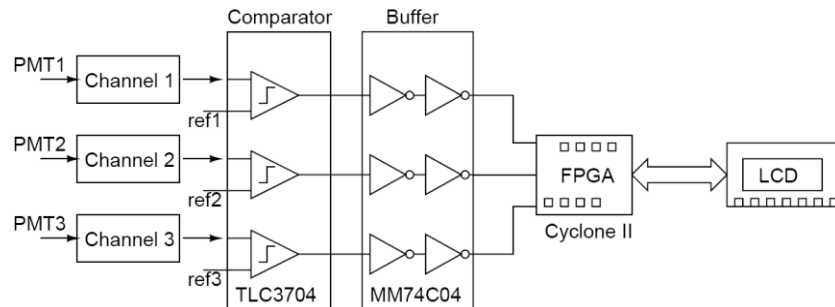 Comparator
Buffer
PMT1
Channel 1
ref1
PMT2
Channel 2
ref2
PMT3
Channel 3
ref3
TLC3704
MM74C04
FPGA
Cyclone II
LCD